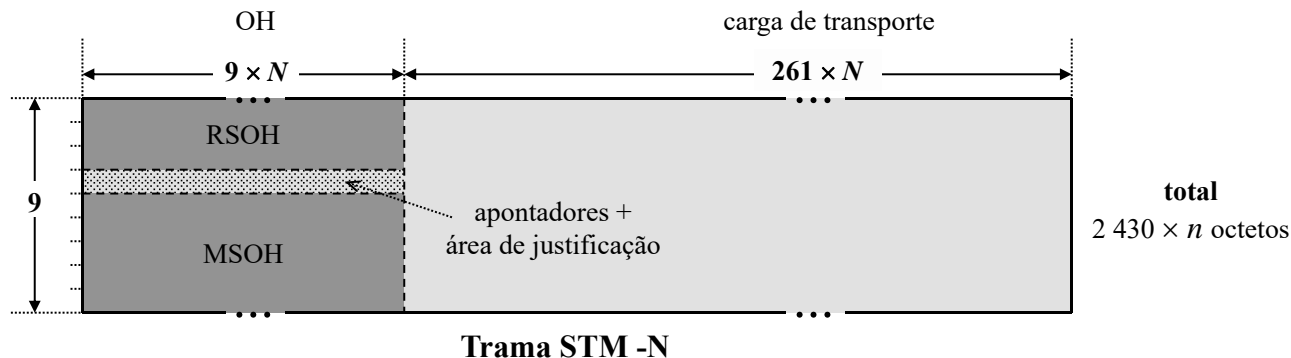 OH
carga de transporte
9 × N
261 × N
RSOH
9
apontadores +
área de justificação
MSOH
total
2 430 × n octetos
Trama STM -N